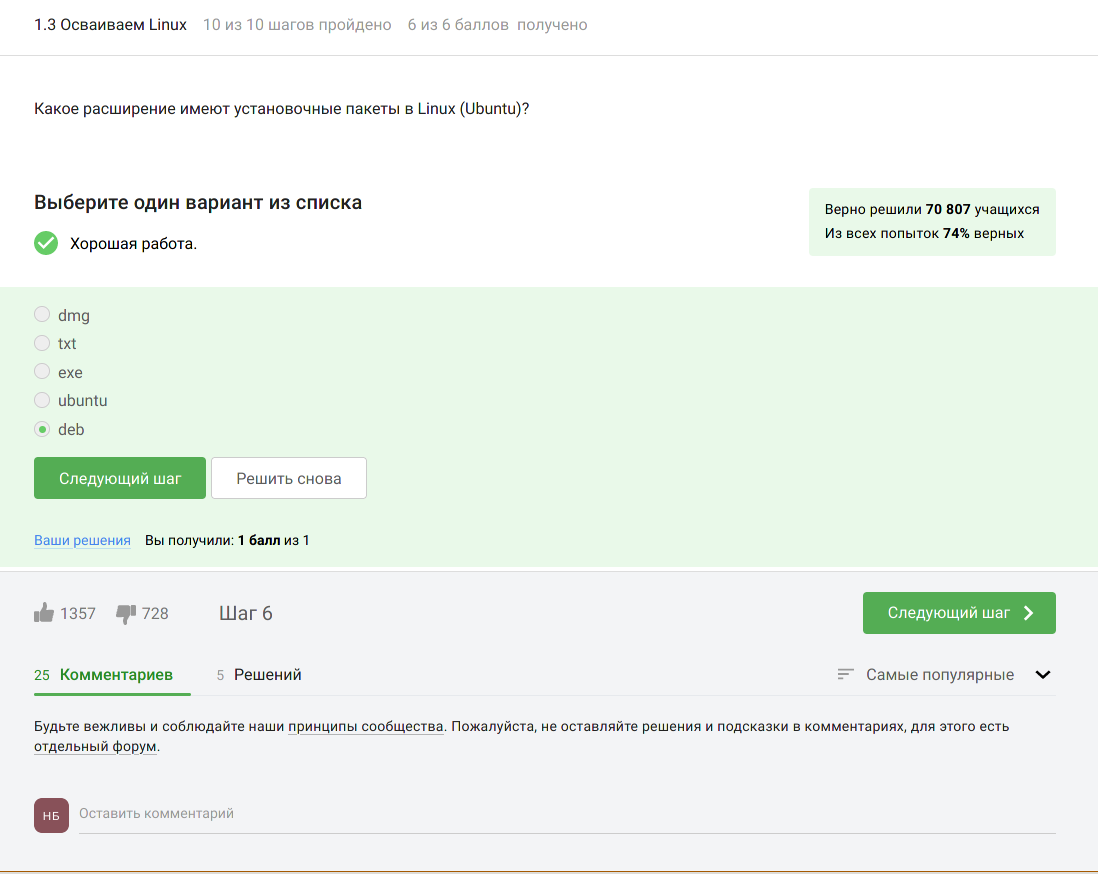 1.3 Осваиваем Linux 10 из 10 шагов пройдено 6 из 6 баллов получено
Какое расширение имеют установочные пакеты в Linux (Ubuntu)?
Выберите один вариант из списка
Хорошая работа.
Верно решили 70 807 учащихся
Из всех попыток 74% верных
dmg
txt
exe
ubuntu
deb
Следующий шаг Решить снова
Ваши решения Вы получили: 1 балл из 1
1357 728 Шаг 6 Следующий шаг
25 Комментариев 5 Решений Самые популярные
Будьте вежливы и соблюдайте наши принципы сообщества. Пожалуйста, не оставляйте решения и подсказки в комментариях, для этого есть
отдельный форум.
НБ Оставить комментарий